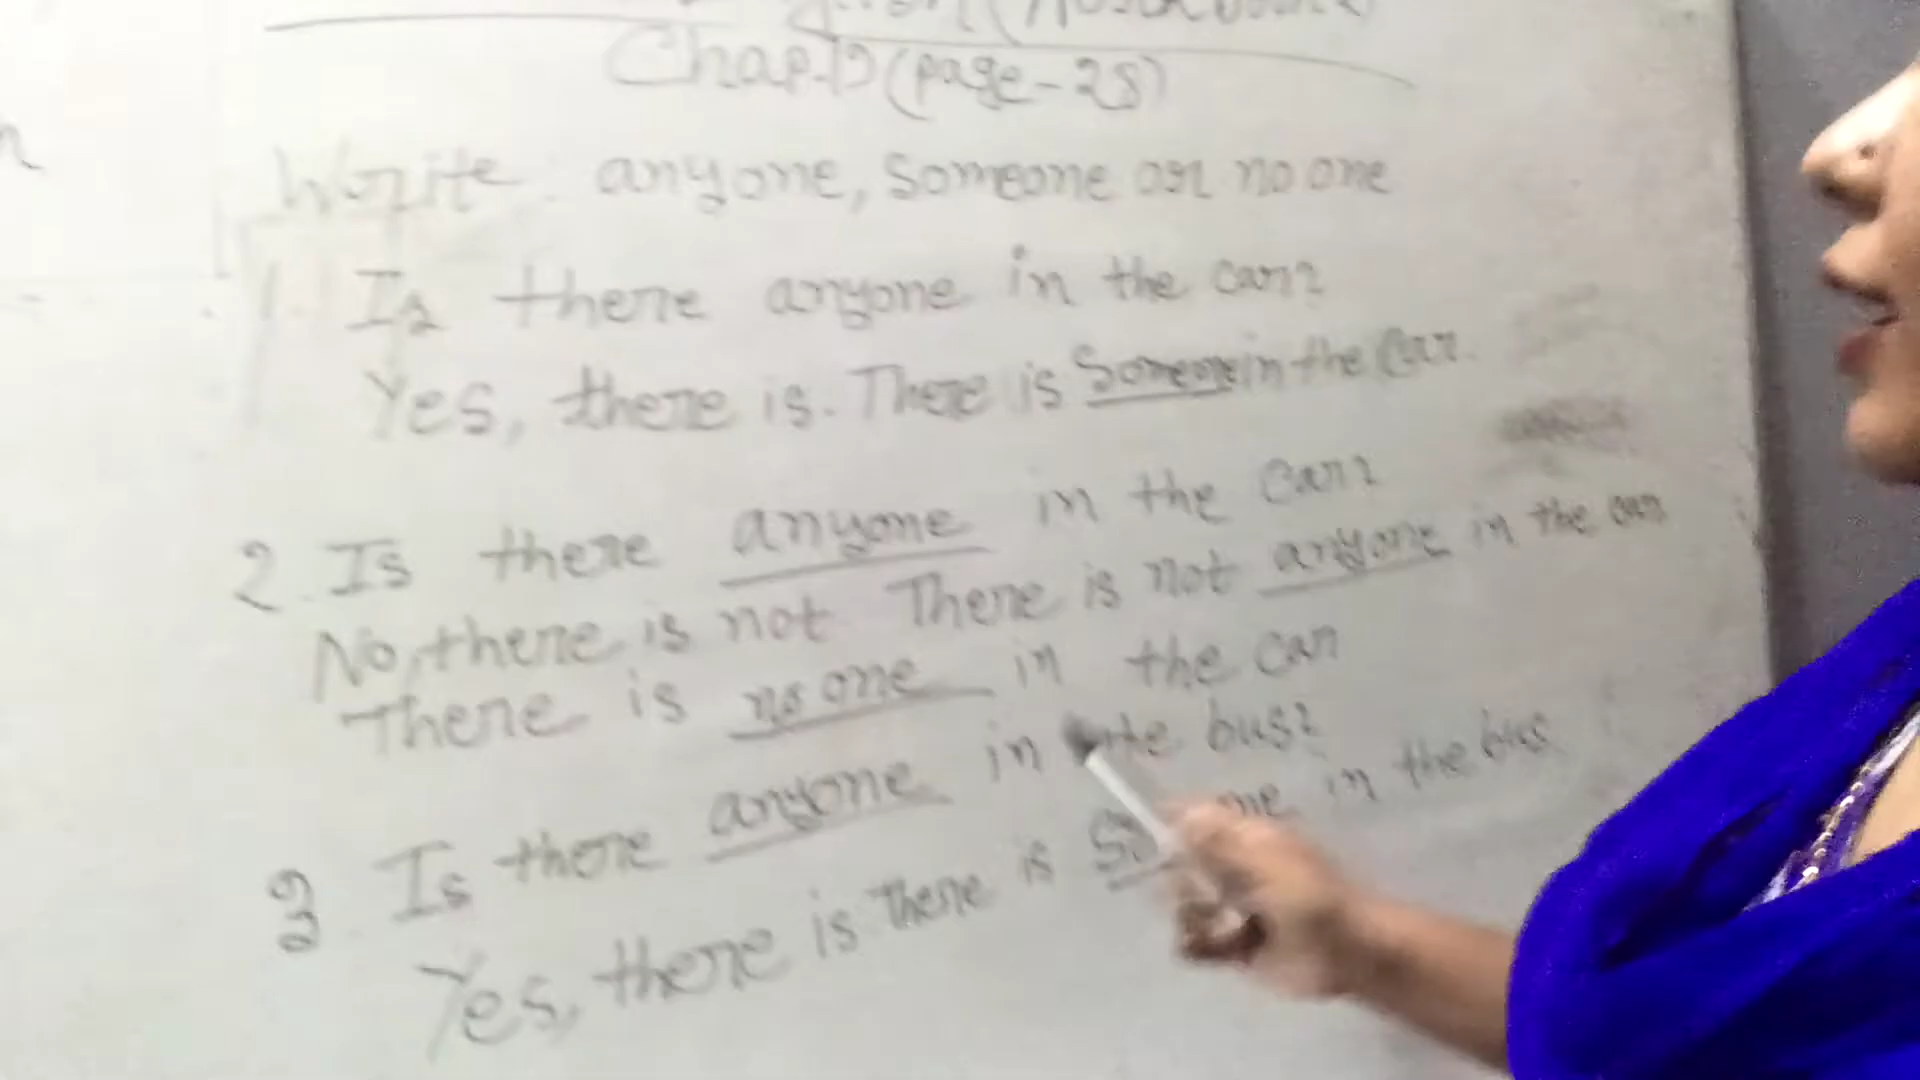 Chap-13 (page-28)
Write anyone, someone or no one
1. Is there anyone in the car?
Yes, there is. There is Someone in the Car.
2. Is there anyone in the car?
No, there is not There is not anyone in the car
There is no one in the car
3. Is there anyone in the bus?
Yes, there is There is in the bus